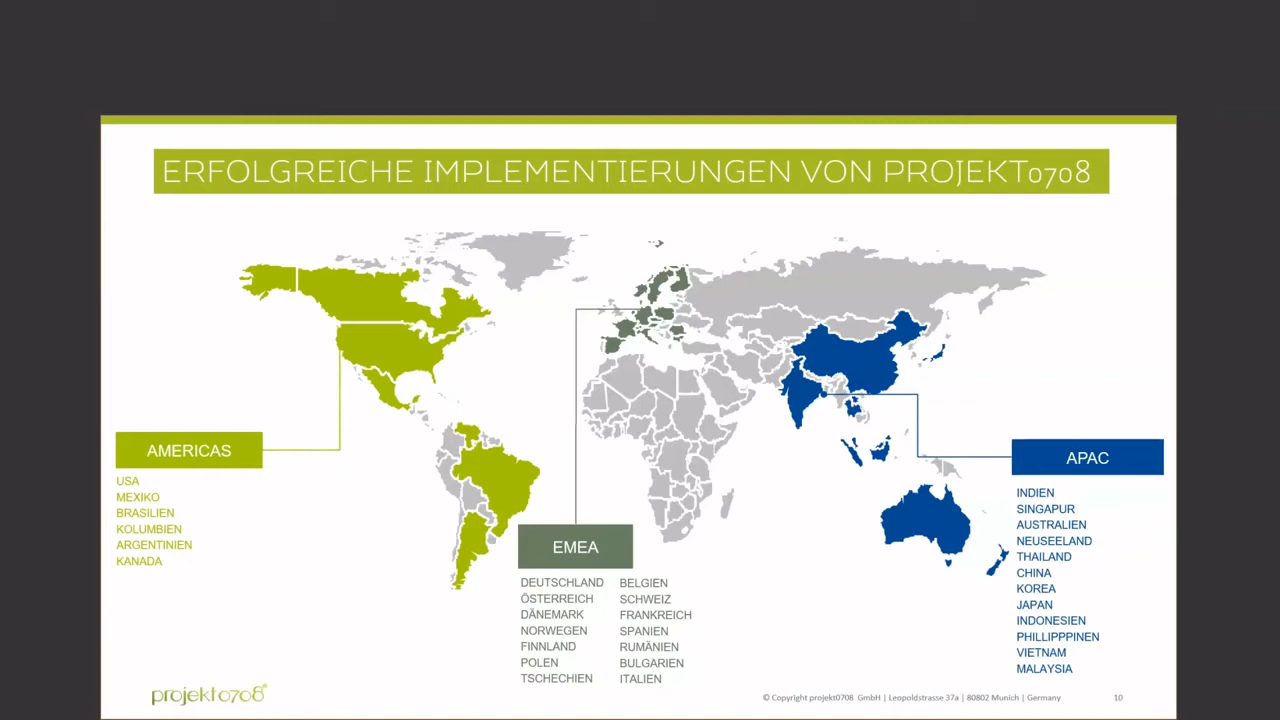 ERFOLGREICHE IMPLEMENTIERUNGEN VON PROJEKT0708
AMERICAS
USA
MEXIKO
BRASILIEN
KOLUMBIEN
ARGENTINIEN
KANADA
EMEA
DEUTSCHLAND
ÖSTERREICH
DÄNEMARK
NORWEGEN
FINNLAND
POLEN
TSCHECHIEN
BELGIEN
SCHWEIZ
FRANKREICH
SPANIEN
RUMÄNIEN
BULGARIEN
ITALIEN
APAC
INDIEN
SINGAPUR
AUSTRALIEN
NEUSEELAND
THAILAND
CHINA
KOREA
JAPAN
INDONESIEN
PHILLIPPPINEN
VIETNAM
MALAYSIA
projekt0708®
© Copyright projekt0708 GmbH | Leopoldstrasse 37a | 80802 Munich | Germany
10